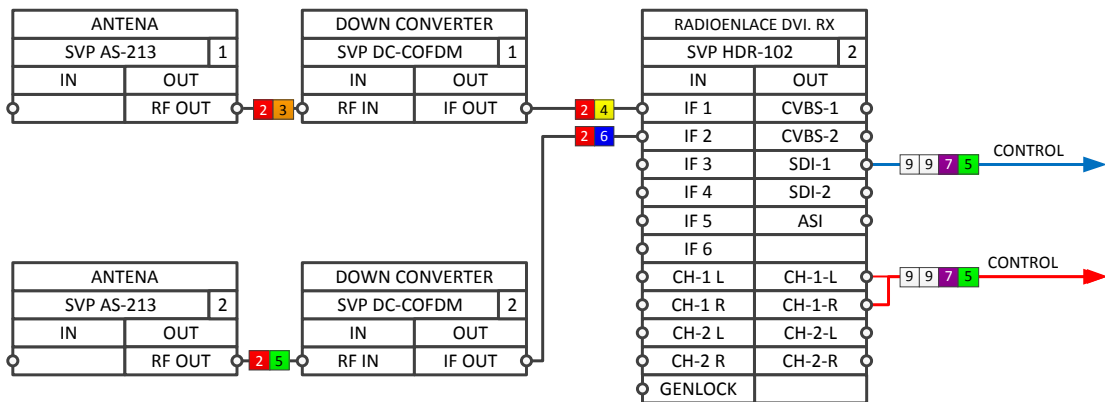 ANTENA
SVP AS-213 1
IN OUT
RF OUT
2 3
DOWN CONVERTER
SVP DC-COFDM 1
IN OUT
RF IN IF OUT
2 4
2 6
RADIOENLACE DVI. RX
SVP HDR-102 2
IN OUT
IF 1 CVBS-1
IF 2 CVBS-2
IF 3 SDI-1
IF 4 SDI-2
IF 5 ASI
IF 6
CH-1 L CH-1-L
CH-1 R CH-1-R
CH-2 L CH-2-L
CH-2 R CH-2-R
GENLOCK
9 9 7 5 CONTROL
9 9 7 5 CONTROL
ANTENA
SVP AS-213 2
IN OUT
RF OUT
2 5
DOWN CONVERTER
SVP DC-COFDM 2
IN OUT
RF IN IF OUT